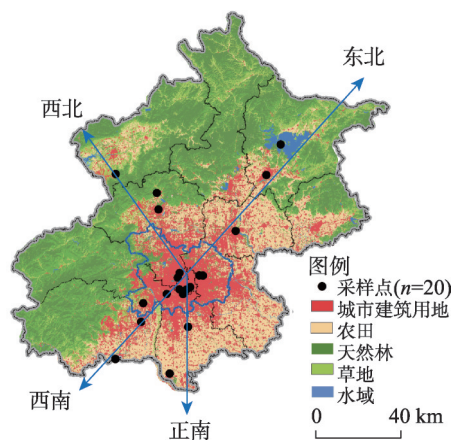 东北
西北
图例
采样点(n=20)
城市建筑用地
农田
天然林
草地
水域
西南
正南
0 40 km